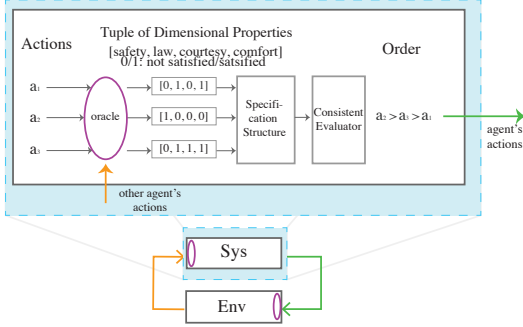 Actions
Tuple of Dimensional Properties
[safety, law, courtesy, comfort]
0/1: not satisfied/satsified
Order
a₁
a₂
a₃
oracle
[0, 1, 0, 1]
[1, 0, 0, 0]
[0, 1, 1, 1]
Specifi-
cation
Structure
Consistent
Evaluator
a₂ > a₃ > a₁
agent's
actions
other agent's
actions
Sys
Env